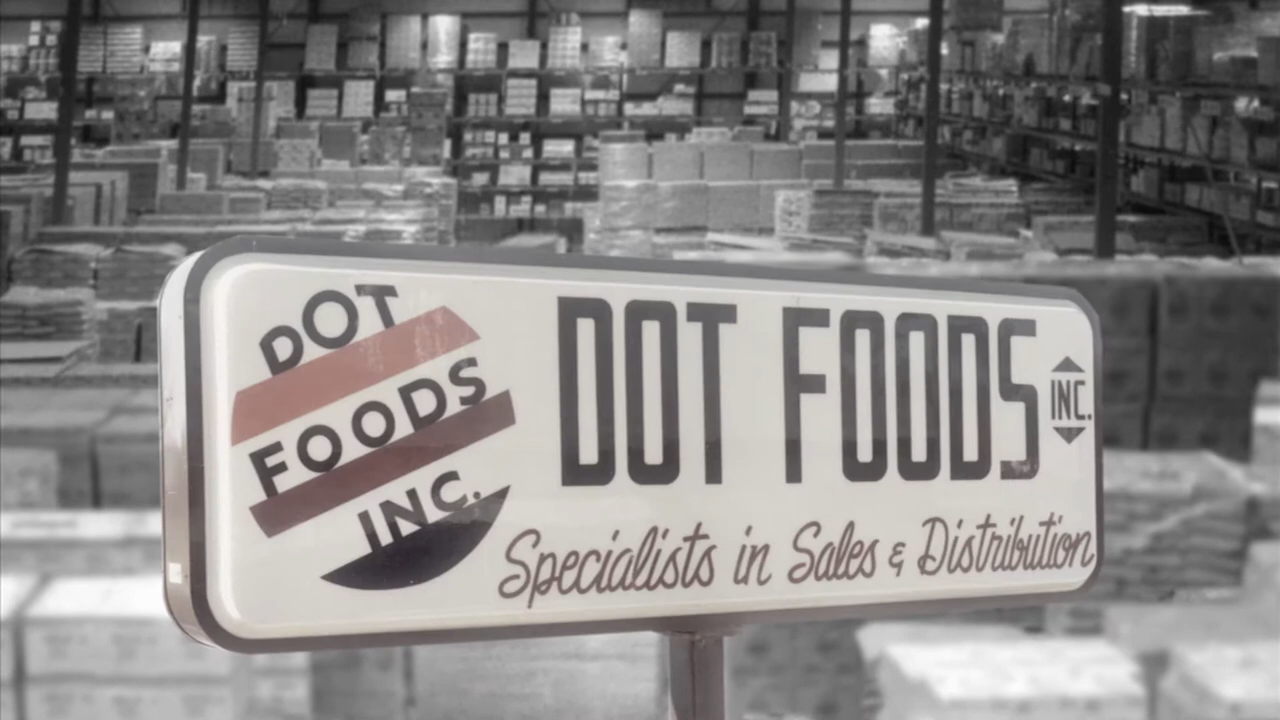 DOT
FOODS
INC.
DOT FOODS INC.
Specialists in Sales & Distribution